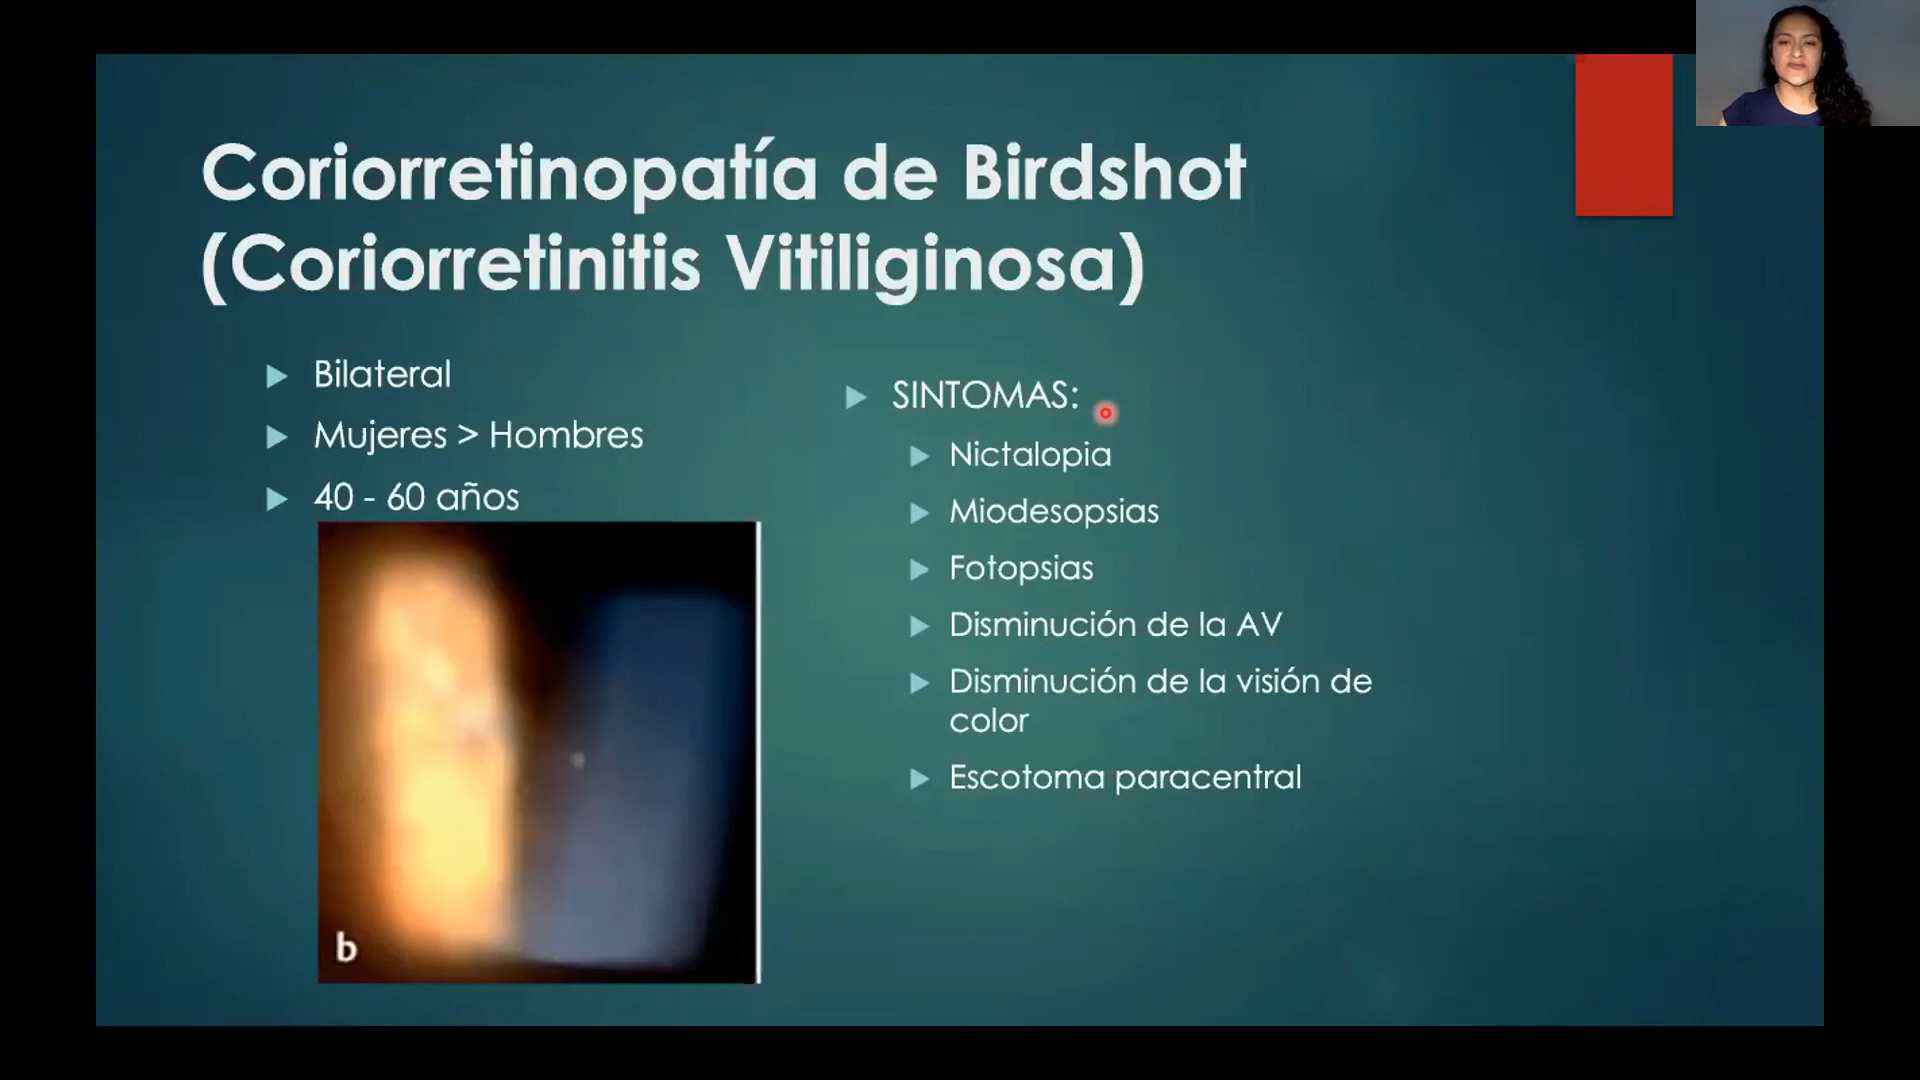 Coriorretinopatía de Birdshot
(Coriorretinitis Vitiliginosa)
Bilateral
Mujeres > Hombres
40 - 60 años
b
SINTOMAS:
Nictalopia
Miodesopsias
Fotopsias
Disminución de la AV
Disminución de la visión de
color
Escotoma paracentral